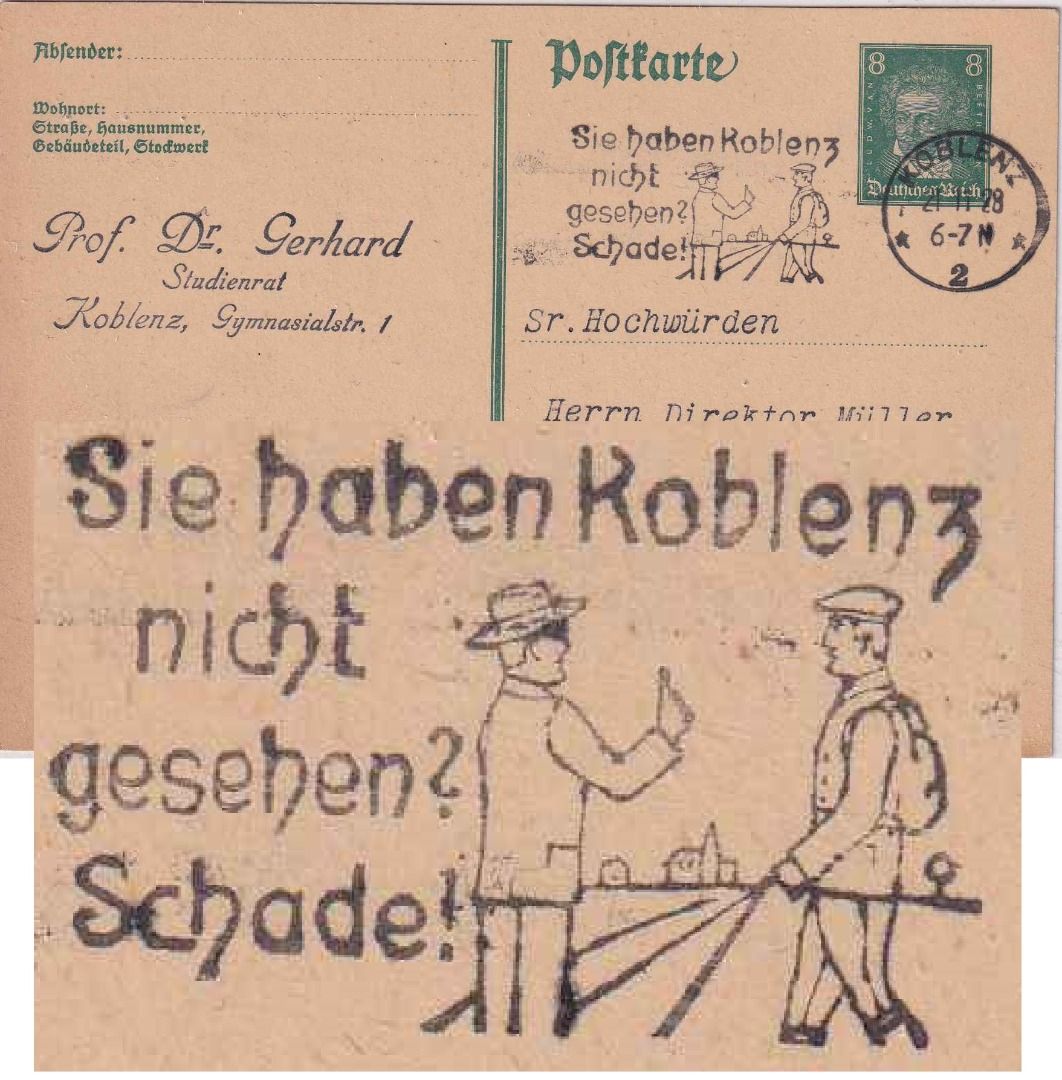 Absender:
Wohnort:
Straße, Hausnummer,
Gebäudeteil, Stockwerk
Prof. Dr. Gerhard
Studienrat
Koblenz, Gymnasialstr. 1
Postkarte
8 8
Deutsches Reich
Sie haben Koblenz
nicht
gesehen?
Schade!
KOBLENZ
28
6-7 N
2
Sr. Hochwürden
Herrn Direktor Müller
Sie haben Koblenz
nicht
gesehen?
Schade!